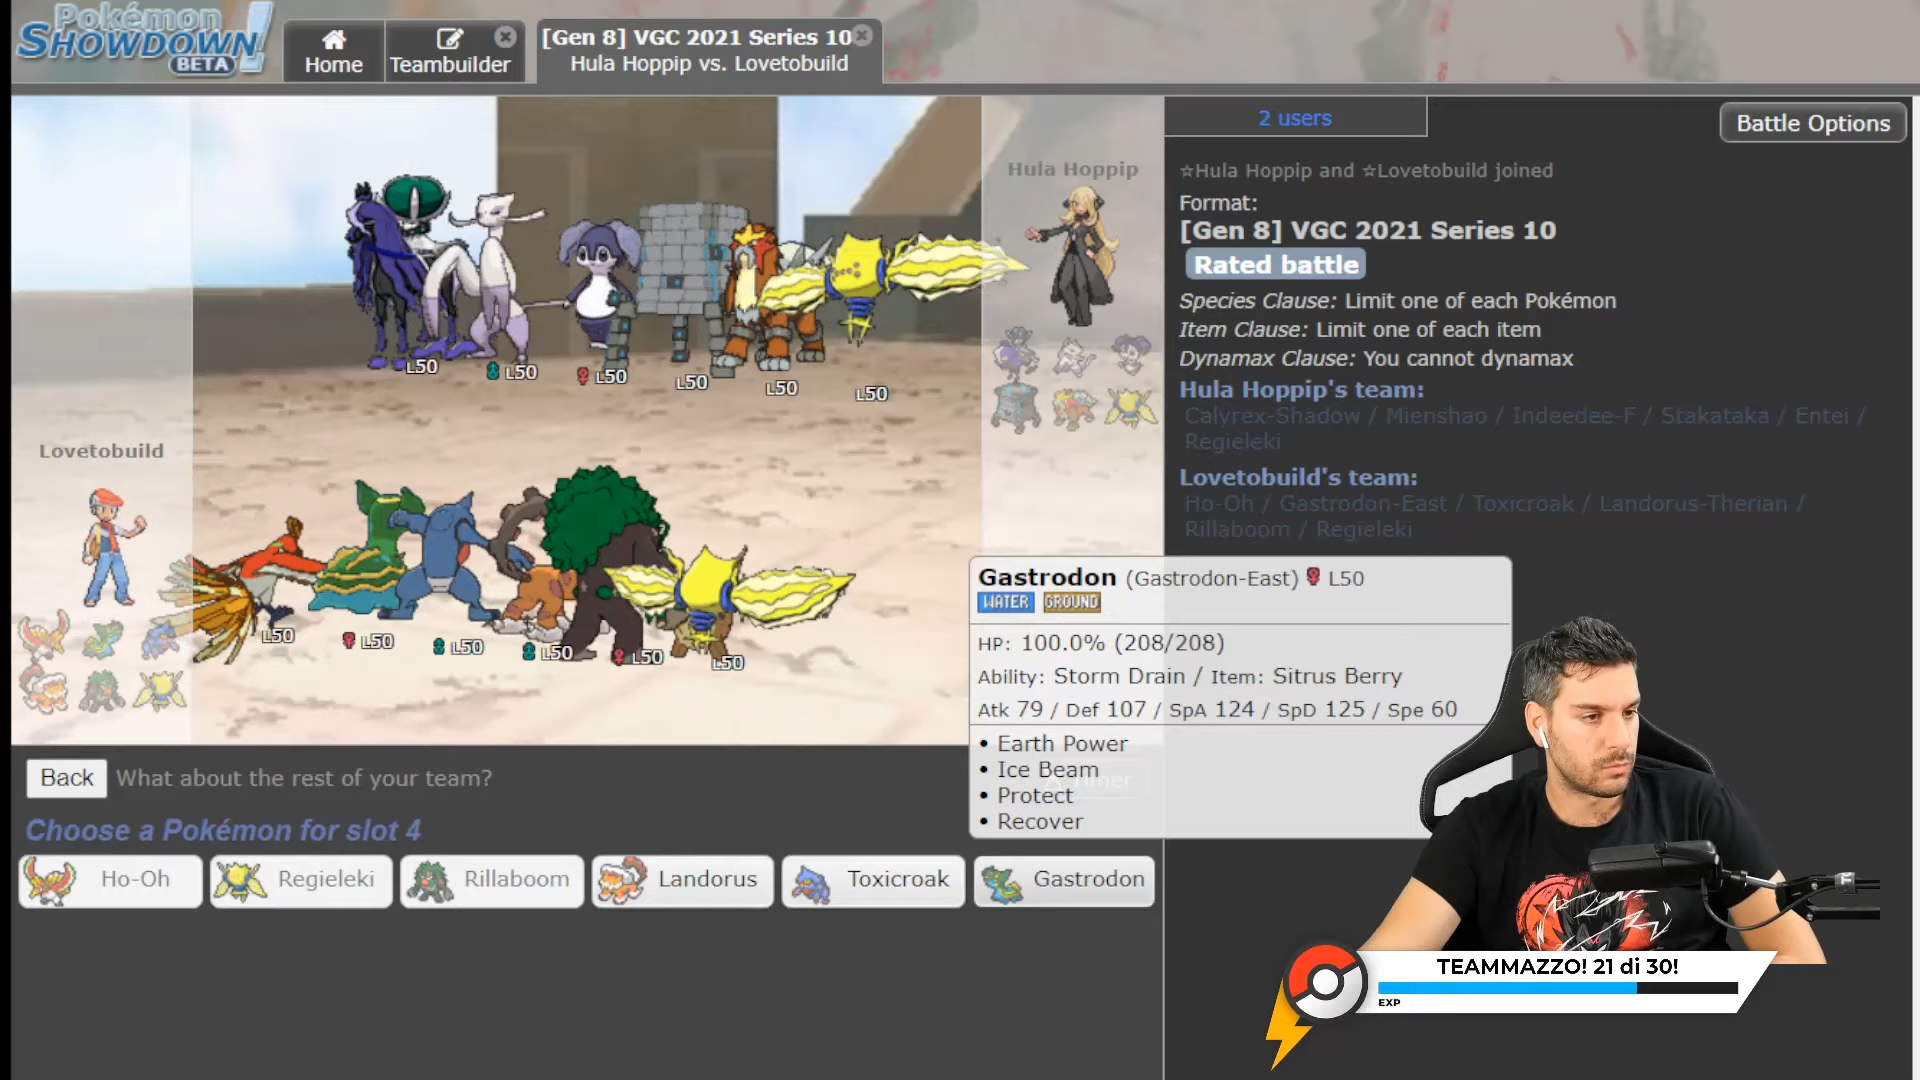 Pokémon
SHOWDOWN!
BETA
Home
Teambuilder
[Gen 8] VGC 2021 Series 10
Hula Hoppip vs. Lovetobuild
2 users
Battle Options
Hula Hoppip
☆Hula Hoppip and ☆Lovetobuild joined
Format:
[Gen 8] VGC 2021 Series 10
Rated battle
Species Clause: Limit one of each Pokémon
Item Clause: Limit one of each item
Dynamax Clause: You cannot dynamax
Hula Hoppip's team:
Calyrex-Shadow / Mienshao / Indeedee-F / Stakataka / Entei /
Regieleki
Lovetobuild's team:
Ho-Oh / Gastrodon-East / Toxicroak / Landorus-Therian /
Rillaboom / Regieleki
L50
L50
L50
L50
L50
L50
Lovetobuild
L50
L50
L50
L50
L50
L50
Gastrodon (Gastrodon-East) L50
WATER GROUND
HP: 100.0% (208/208)
Ability: Storm Drain / Item: Sitrus Berry
Atk 79 / Def 107 / SpA 124 / SpD 125 / Spe 60
• Earth Power
• Ice Beam
• Protect
• Recover
Timer
Back
What about the rest of your team?
Choose a Pokémon for slot 4
Ho-Oh
Regieleki
Rillaboom
Landorus
Toxicroak
Gastrodon
TEAMMAZZO! 21 di 30!
EXP